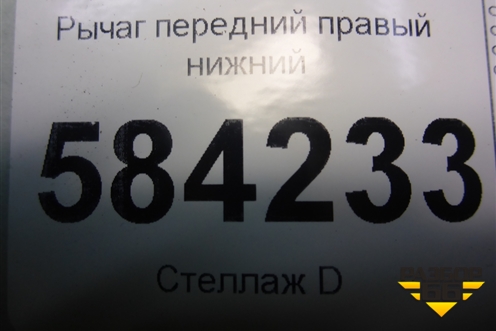 Рычаг передний правый
нижний
584233
Стеллаж D